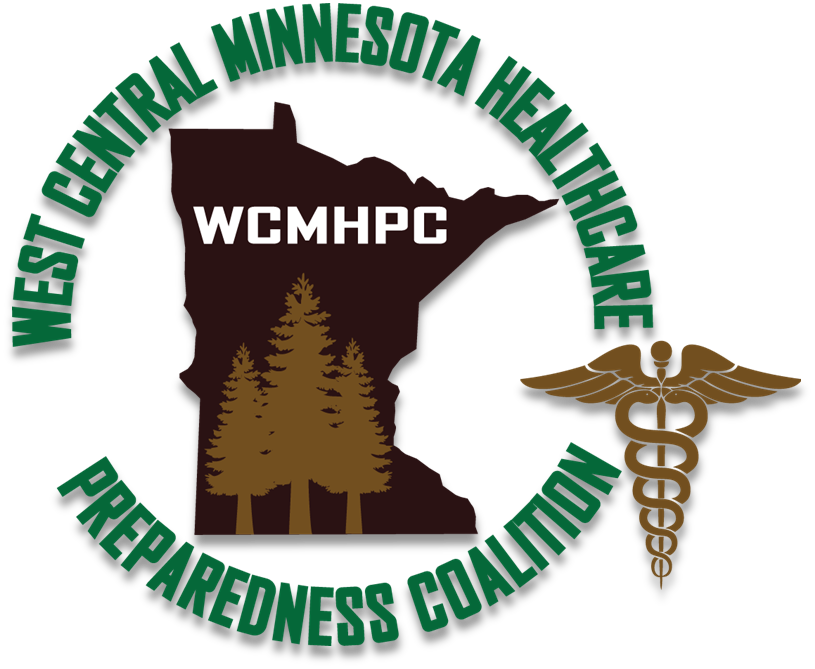 WEST CENTRAL MINNESOTA HEALTHCARE
WCMHPC
PREPAREDNESS COALITION